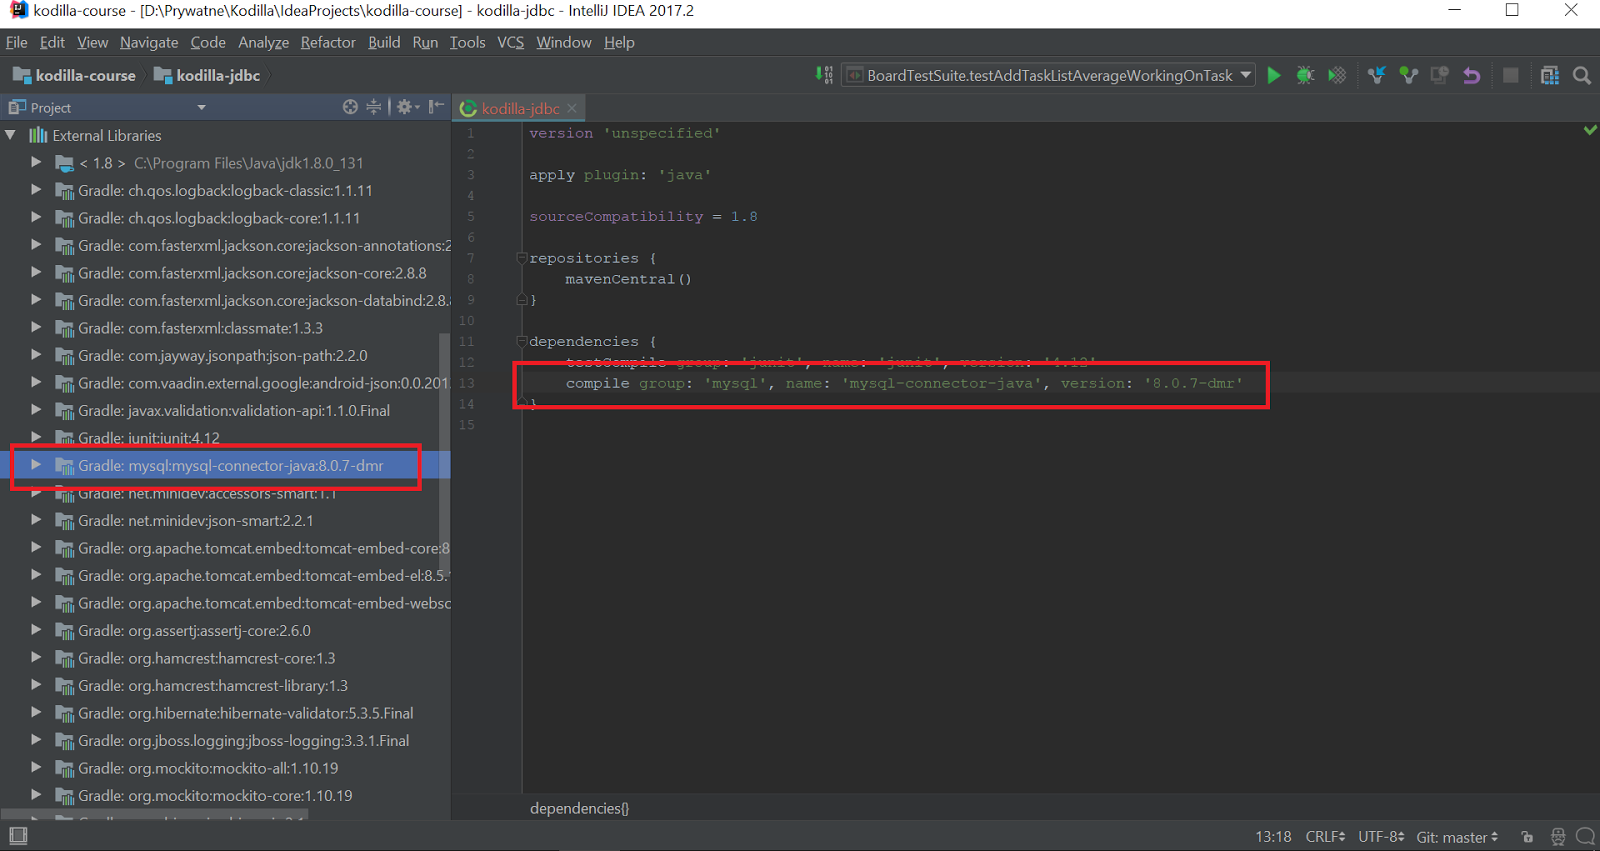 kodilla-course - [D:\Prywatne\Kodilla\IdeaProjects\kodilla-course] - kodilla-jdbc - IntelliJ IDEA 2017.2
File Edit View Navigate Code Analyze Refactor Build Run Tools VCS Window Help
kodilla-course kodilla-jdbc BoardTestSuite.testAddTaskListAverageWorkingOnTask
Project
kodilla-jdbc
External Libraries
< 1.8 > C:\Program Files\Java\jdk1.8.0_131
Gradle: ch.qos.logback:logback-classic:1.1.11
Gradle: ch.qos.logback:logback-core:1.1.11
Gradle: com.fasterxml.jackson.core:jackson-annotations:2
Gradle: com.fasterxml.jackson.core:jackson-core:2.8.8
Gradle: com.fasterxml.jackson.core:jackson-databind:2.8.8
Gradle: com.fasterxml:classmate:1.3.3
Gradle: com.jayway.jsonpath:json-path:2.2.0
Gradle: com.vaadin.external.google:android-json:0.0.201
Gradle: javax.validation:validation-api:1.1.0.Final
Gradle: junit:junit:4.12
Gradle: mysql:mysql-connector-java:8.0.7-dmr
Gradle: net.minidev:accessors-smart:1.1
Gradle: net.minidev:json-smart:2.2.1
Gradle: org.apache.tomcat.embed:tomcat-embed-core:8
Gradle: org.apache.tomcat.embed:tomcat-embed-el:8.5.
Gradle: org.apache.tomcat.embed:tomcat-embed-websc
Gradle: org.assertj:assertj-core:2.6.0
Gradle: org.hamcrest:hamcrest-core:1.3
Gradle: org.hamcrest:hamcrest-library:1.3
Gradle: org.hibernate:hibernate-validator:5.3.5.Final
Gradle: org.jboss.logging:jboss-logging:3.3.1.Final
Gradle: org.mockito:mockito-all:1.10.19
Gradle: org.mockito:mockito-core:1.10.19
1 version 'unspecified'
2
3 apply plugin: 'java'
4
5 sourceCompatibility = 1.8
6
7 repositories {
8 mavenCentral()
9 }
10
11 dependencies {
12 testCompile group: 'junit', name: 'junit', version: '4.12'
13 compile group: 'mysql', name: 'mysql-connector-java', version: '8.0.7-dmr'
14 }
15
dependencies{}
13:18 CRLF UTF-8 Git: master